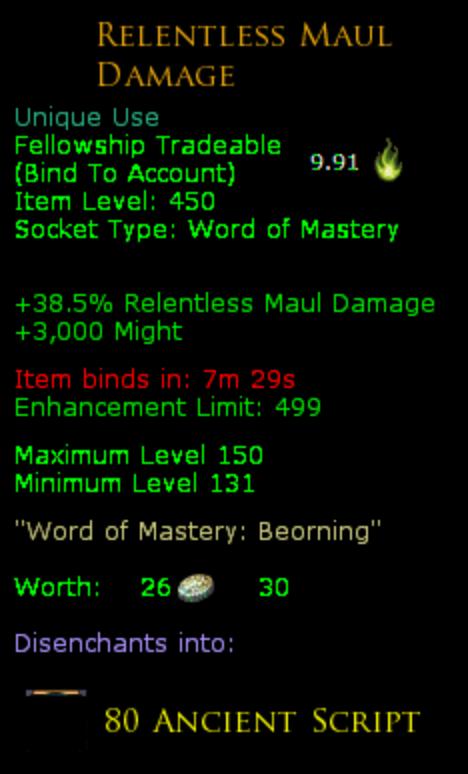 Relentless Maul
Damage
Unique Use
Fellowship Tradeable
(Bind To Account)
9.91
Item Level: 450
Socket Type: Word of Mastery
+38.5% Relentless Maul Damage
+3,000 Might
Item binds in: 7m 29s
Enhancement Limit: 499
Maximum Level 150
Minimum Level 131
"Word of Mastery: Beorning"
Worth: 26 30
Disenchants into:
80 Ancient Script